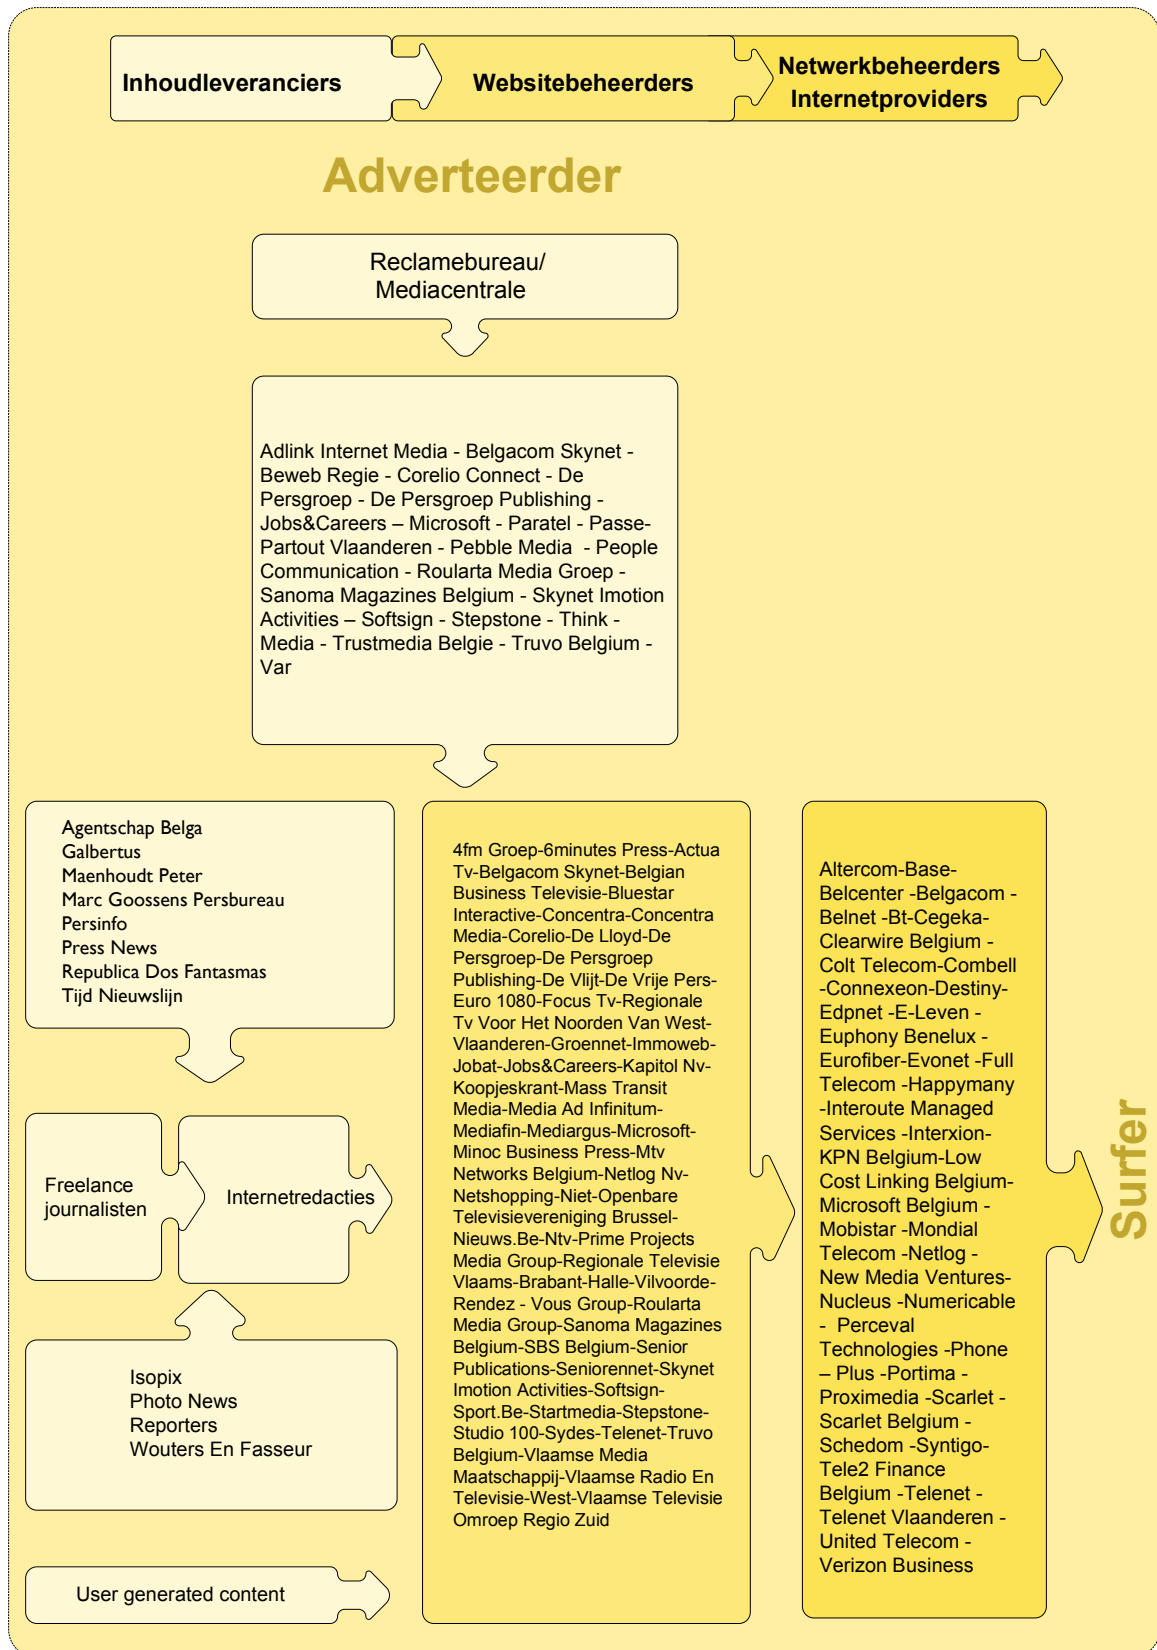 Inhoudleveranciers
Websitebeheerders
Netwerkbeheerders
Internetproviders
Adverteerder
Reclamebureau/
Mediacentrale
Adlink Internet Media - Belgacom Skynet -
Beweb Regie - Corelio Connect - De
Persgroep - De Persgroep Publishing -
Jobs&Careers – Microsoft - Paratel - Passe-
Partout Vlaanderen - Pebble Media  - People
Communication - Roularta Media Groep -
Sanoma Magazines Belgium - Skynet Imotion
Activities – Softsign - Stepstone - Think -
Media - Trustmedia Belgie - Truvo Belgium -
Var
Agentschap Belga
Galbertus
Maenhoudt Peter
Marc Goossens Persbureau
Persinfo
Press News
Republica Dos Fantasmas
Tijd Nieuwslijn
Freelance
journalisten
Internetredacties
Isopix
Photo News
Reporters
Wouters En Fasseur
User generated content
4fm Groep-6minutes Press-Actua
Tv-Belgacom Skynet-Belgian
Business Televisie-Bluestar
Interactive-Concentra-Concentra
Media-Corelio-De Lloyd-De
Persgroep-De Persgroep
Publishing-De Vlijt-De Vrije Pers-
Euro 1080-Focus Tv-Regionale
Tv Voor Het Noorden Van West-
Vlaanderen-Groennet-Immoweb-
Jobat-Jobs&Careers-Kapitol Nv-
Koopjeskrant-Mass Transit
Media-Media Ad Infinitum-
Mediafin-Mediargus-Microsoft-
Minoc Business Press-Mtv
Networks Belgium-Netlog Nv-
Netshopping-Niet-Openbare
Televisievereniging Brussel-
Nieuws.Be-Ntv-Prime Projects
Media Group-Regionale Televisie
Vlaams-Brabant-Halle-Vilvoorde-
Rendez - Vous Group-Roularta
Media Group-Sanoma Magazines
Belgium-SBS Belgium-Senior
Publications-Seniorennet-Skynet
Imotion Activities-Softsign-
Sport.Be-Startmedia-Stepstone-
Studio 100-Sydes-Telenet-Truvo
Belgium-Vlaamse Media
Maatschappij-Vlaamse Radio En
Televisie-West-Vlaamse Televisie
Omroep Regio Zuid
Altercom-Base-
Belcenter -Belgacom -
Belnet -Bt-Cegeka-
Clearwire Belgium -
Colt Telecom-Combell
-Connexeon-Destiny-
Edpnet -E-Leven -
Euphony Benelux -
Eurofiber-Evonet -Full
Telecom -Happymany
-Interoute Managed
Services -Interxion-
KPN Belgium-Low
Cost Linking Belgium-
Microsoft Belgium -
Mobistar -Mondial
Telecom -Netlog -
New Media Ventures-
Nucleus -Numericable
-  Perceval
Technologies -Phone
– Plus -Portima -
Proximedia -Scarlet -
Scarlet Belgium -
Schedom -Syntigo-
Tele2 Finance
Belgium -Telenet -
Telenet Vlaanderen -
United Telecom -
Verizon Business
Surfer